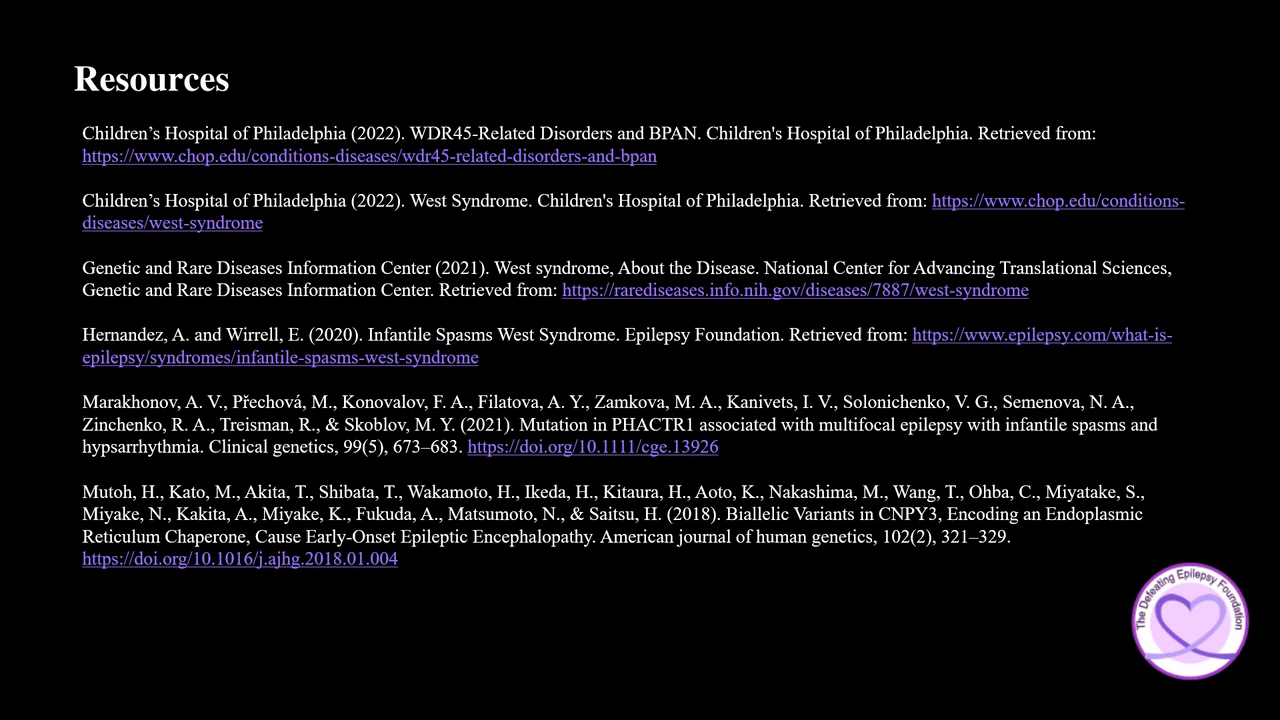 Resources
Children’s Hospital of Philadelphia (2022). WDR45-Related Disorders and BPAN. Children's Hospital of Philadelphia. Retrieved from:
https://www.chop.edu/conditions-diseases/wdr45-related-disorders-and-bpan
Children’s Hospital of Philadelphia (2022). West Syndrome. Children's Hospital of Philadelphia. Retrieved from: https://www.chop.edu/conditions-
diseases/west-syndrome
Genetic and Rare Diseases Information Center (2021). West syndrome, About the Disease. National Center for Advancing Translational Sciences,
Genetic and Rare Diseases Information Center. Retrieved from: https://rarediseases.info.nih.gov/diseases/7887/west-syndrome
Hernandez, A. and Wirrell, E. (2020). Infantile Spasms West Syndrome. Epilepsy Foundation. Retrieved from: https://www.epilepsy.com/what-is-
epilepsy/syndromes/infantile-spasms-west-syndrome
Marakhonov, A. V., Přechová, M., Konovalov, F. A., Filatova, A. Y., Zamkova, M. A., Kanivets, I. V., Solonichenko, V. G., Semenova, N. A.,
Zinchenko, R. A., Treisman, R., & Skoblov, M. Y. (2021). Mutation in PHACTR1 associated with multifocal epilepsy with infantile spasms and
hypsarrhythmia. Clinical genetics, 99(5), 673–683. https://doi.org/10.1111/cge.13926
Mutoh, H., Kato, M., Akita, T., Shibata, T., Wakamoto, H., Ikeda, H., Kitaura, H., Aoto, K., Nakashima, M., Wang, T., Ohba, C., Miyatake, S.,
Miyake, N., Kakita, A., Miyake, K., Fukuda, A., Matsumoto, N., & Saitsu, H. (2018). Biallelic Variants in CNPY3, Encoding an Endoplasmic
Reticulum Chaperone, Cause Early-Onset Epileptic Encephalopathy. American journal of human genetics, 102(2), 321–329.
https://doi.org/10.1016/j.ajhg.2018.01.004
The Defeating Epilepsy Foundation